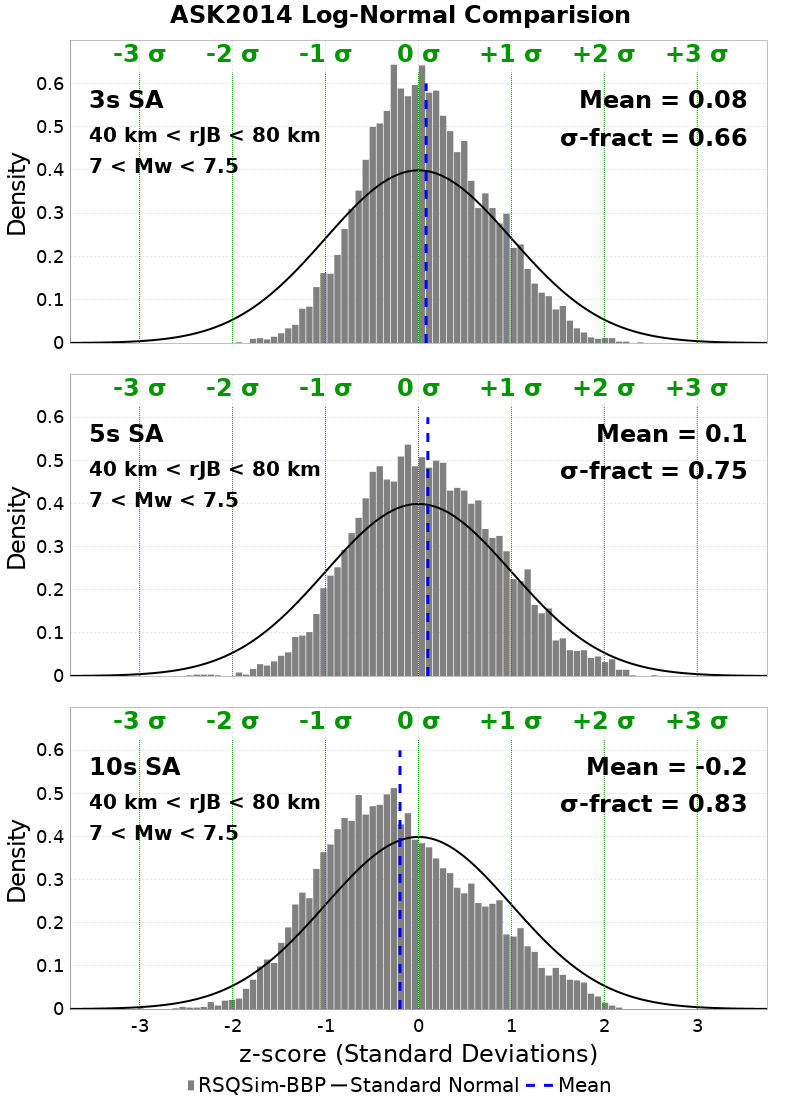 ASK2014 Log-Normal Comparision
-3 σ -2 σ -1 σ 0 σ +1 σ +2 σ +3 σ
0.6
3s SA
Mean = 0.08
0.5
40 km < rJB < 80 km
σ-fract = 0.66
7 < Mw < 7.5
0.4
Density
0.3
0.2
0.1
0
-3 σ -2 σ -1 σ 0 σ +1 σ +2 σ +3 σ
0.6
5s SA
Mean = 0.1
0.5
40 km < rJB < 80 km
σ-fract = 0.75
7 < Mw < 7.5
0.4
Density
0.3
0.2
0.1
0
-3 σ -2 σ -1 σ 0 σ +1 σ +2 σ +3 σ
0.6
10s SA
Mean = -0.2
0.5
40 km < rJB < 80 km
σ-fract = 0.83
7 < Mw < 7.5
0.4
Density
0.3
0.2
0.1
0
-3 -2 -1 0 1 2 3
z-score (Standard Deviations)
RSQSim-BBP Standard Normal Mean